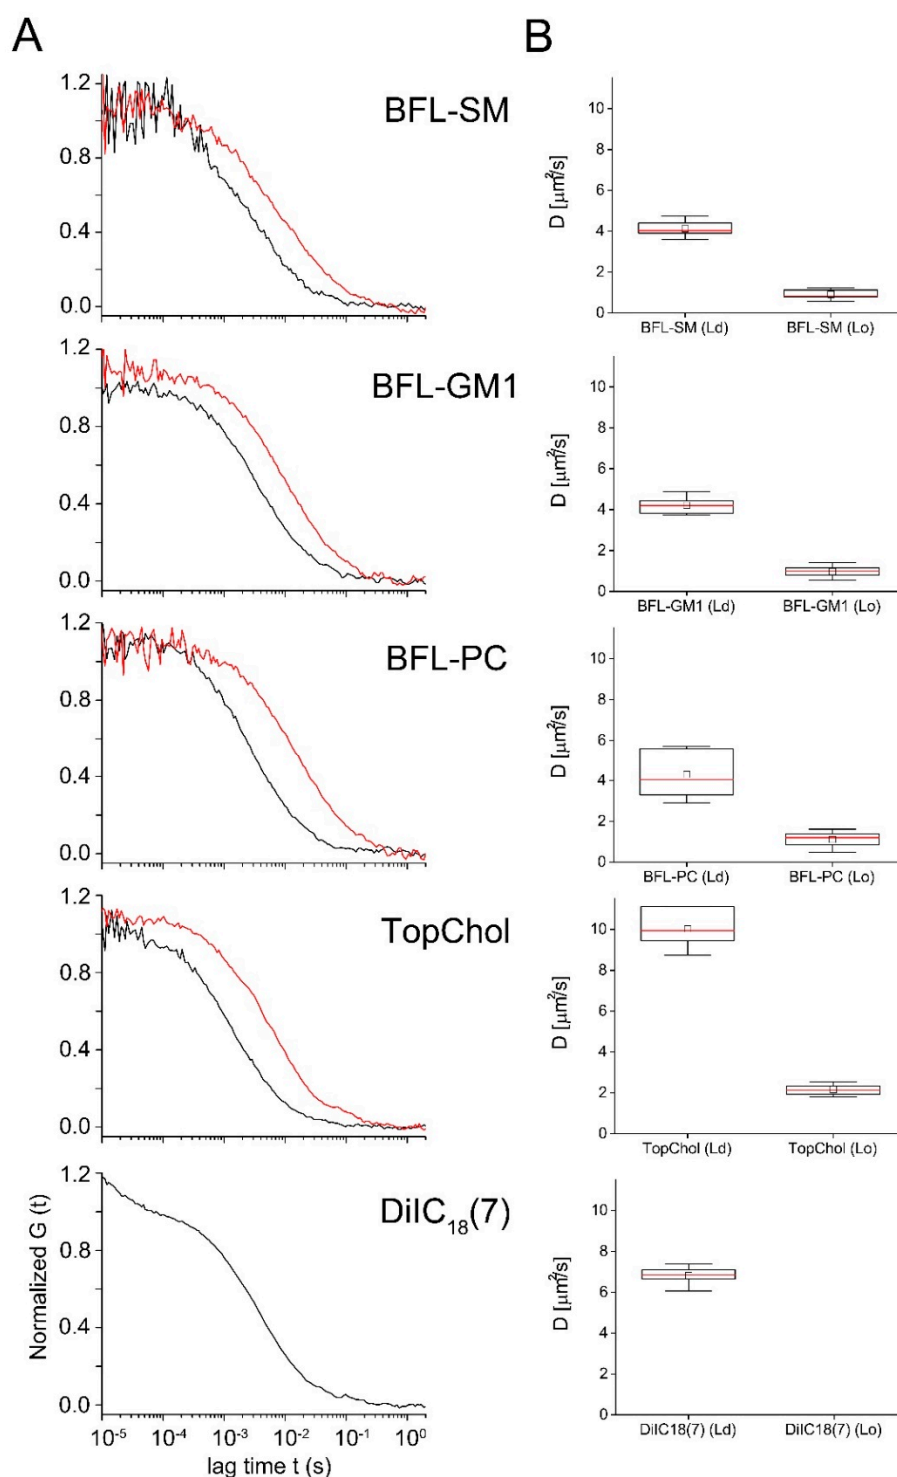 A
B
1.2
0.8
0.4
0.0
BFL-SM
10
8
6
4
2
0
D [μm²/s]
BFL-SM (Ld)
BFL-SM (Lo)
1.2
0.8
0.4
0.0
BFL-GM1
10
8
6
4
2
0
D [μm²/s]
BFL-GM1 (Ld)
BFL-GM1 (Lo)
1.2
0.8
0.4
0.0
BFL-PC
10
8
6
4
2
0
D [μm²/s]
BFL-PC (Ld)
BFL-PC (Lo)
1.2
0.8
0.4
0.0
TopChol
10
8
6
4
2
0
D [μm²/s]
TopChol (Ld)
TopChol (Lo)
1.2
0.8
0.4
0.0
Normalized G (t)
DiIC₁₈(7)
10⁻⁵ 10⁻⁴ 10⁻³ 10⁻² 10⁻¹ 10⁰
lag time t (s)
10
8
6
4
2
0
D [μm²/s]
DiIC18(7) (Ld)
DiIC18(7) (Lo)